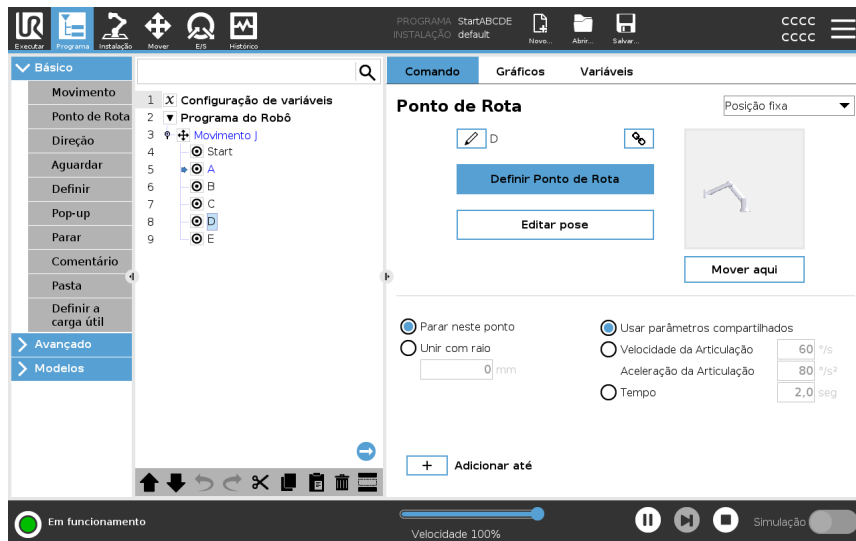 UR
PROGRAMA StartABCDE
INSTALAÇÃO default
CCCC
CCCC
Executar Programa Instalação Mover E/S Histórico Novo... Abrir... Salvar...
Básico
Movimento
Ponto de Rota
Direção
Aguardar
Definir
Pop-up
Parar
Comentário
Pasta
Definir a
carga útil
Avançado
Modelos
1 X Configuração de variáveis
2 Programa do Robô
3 Movimento J
4 Start
5 A
6 B
7 C
8 D
9 E
Comando Gráficos Variáveis
Ponto de Rota Posição fixa
D
Definir Ponto de Rota
Editar pose
Mover aqui
Parar neste ponto Usar parâmetros compartilhados
Unir com raio Velocidade da Articulação 60 °/s
0 mm Aceleração da Articulação 80 °/s²
Tempo 2,0 seg
+ Adicionar até
Em funcionamento
Velocidade 100%
Simulação